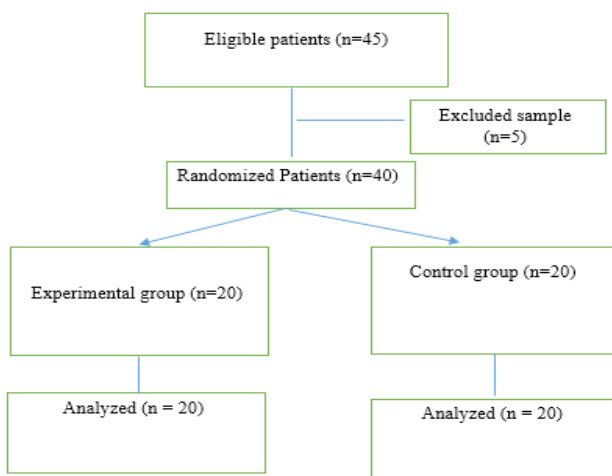 Eligible patients (n=45)
Excluded sample
(n=5)
Randomized Patients (n=40)
Experimental group (n=20)
Control group (n=20)
Analyzed (n = 20)
Analyzed (n = 20)